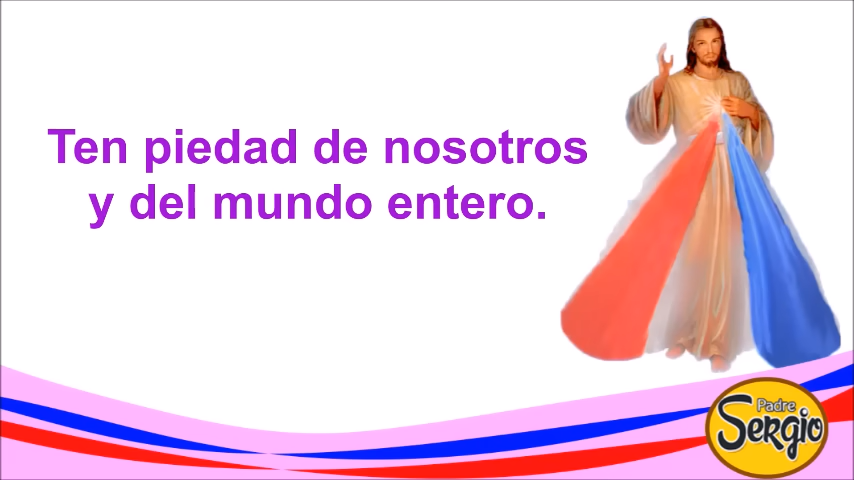 Ten piedad de nosotros
y del mundo entero.
Padre
Sergio